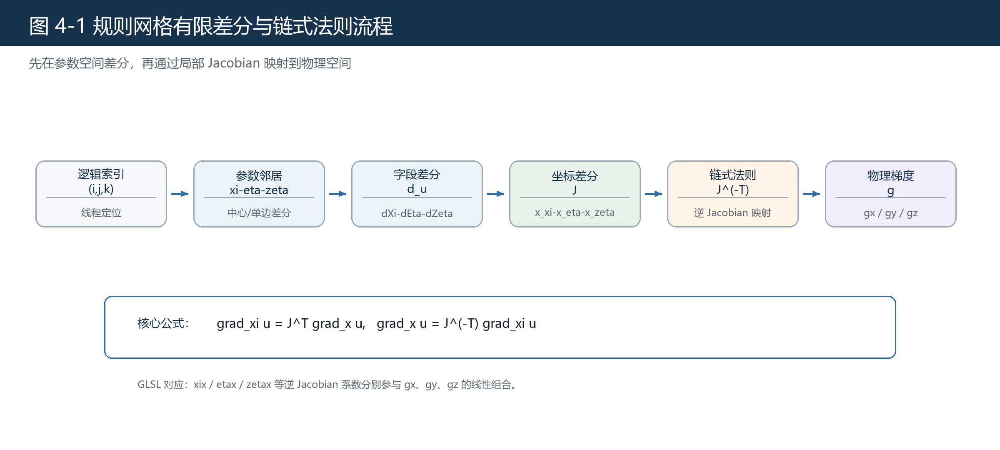 图 4-1 规则网格有限差分与链式法则流程
先在参数空间差分，再通过局部 Jacobian 映射到物理空间
逻辑索引
(i,j,k)
线程定位
参数邻居
xi-eta-zeta
中心/单边差分
字段差分
d_u
dXi-dEta-dZeta
坐标差分
J
x_xi-x_eta-x_zeta
链式法则
J^(-T)
逆 Jacobian 映射
物理梯度
g
gx / gy / gz
核心公式： grad_xi u = J^T grad_x u, grad_x u = J^(-T) grad_xi u
GLSL 对应：xix / etax / zetax 等逆 Jacobian 系数分别参与 gx、gy、gz 的线性组合。